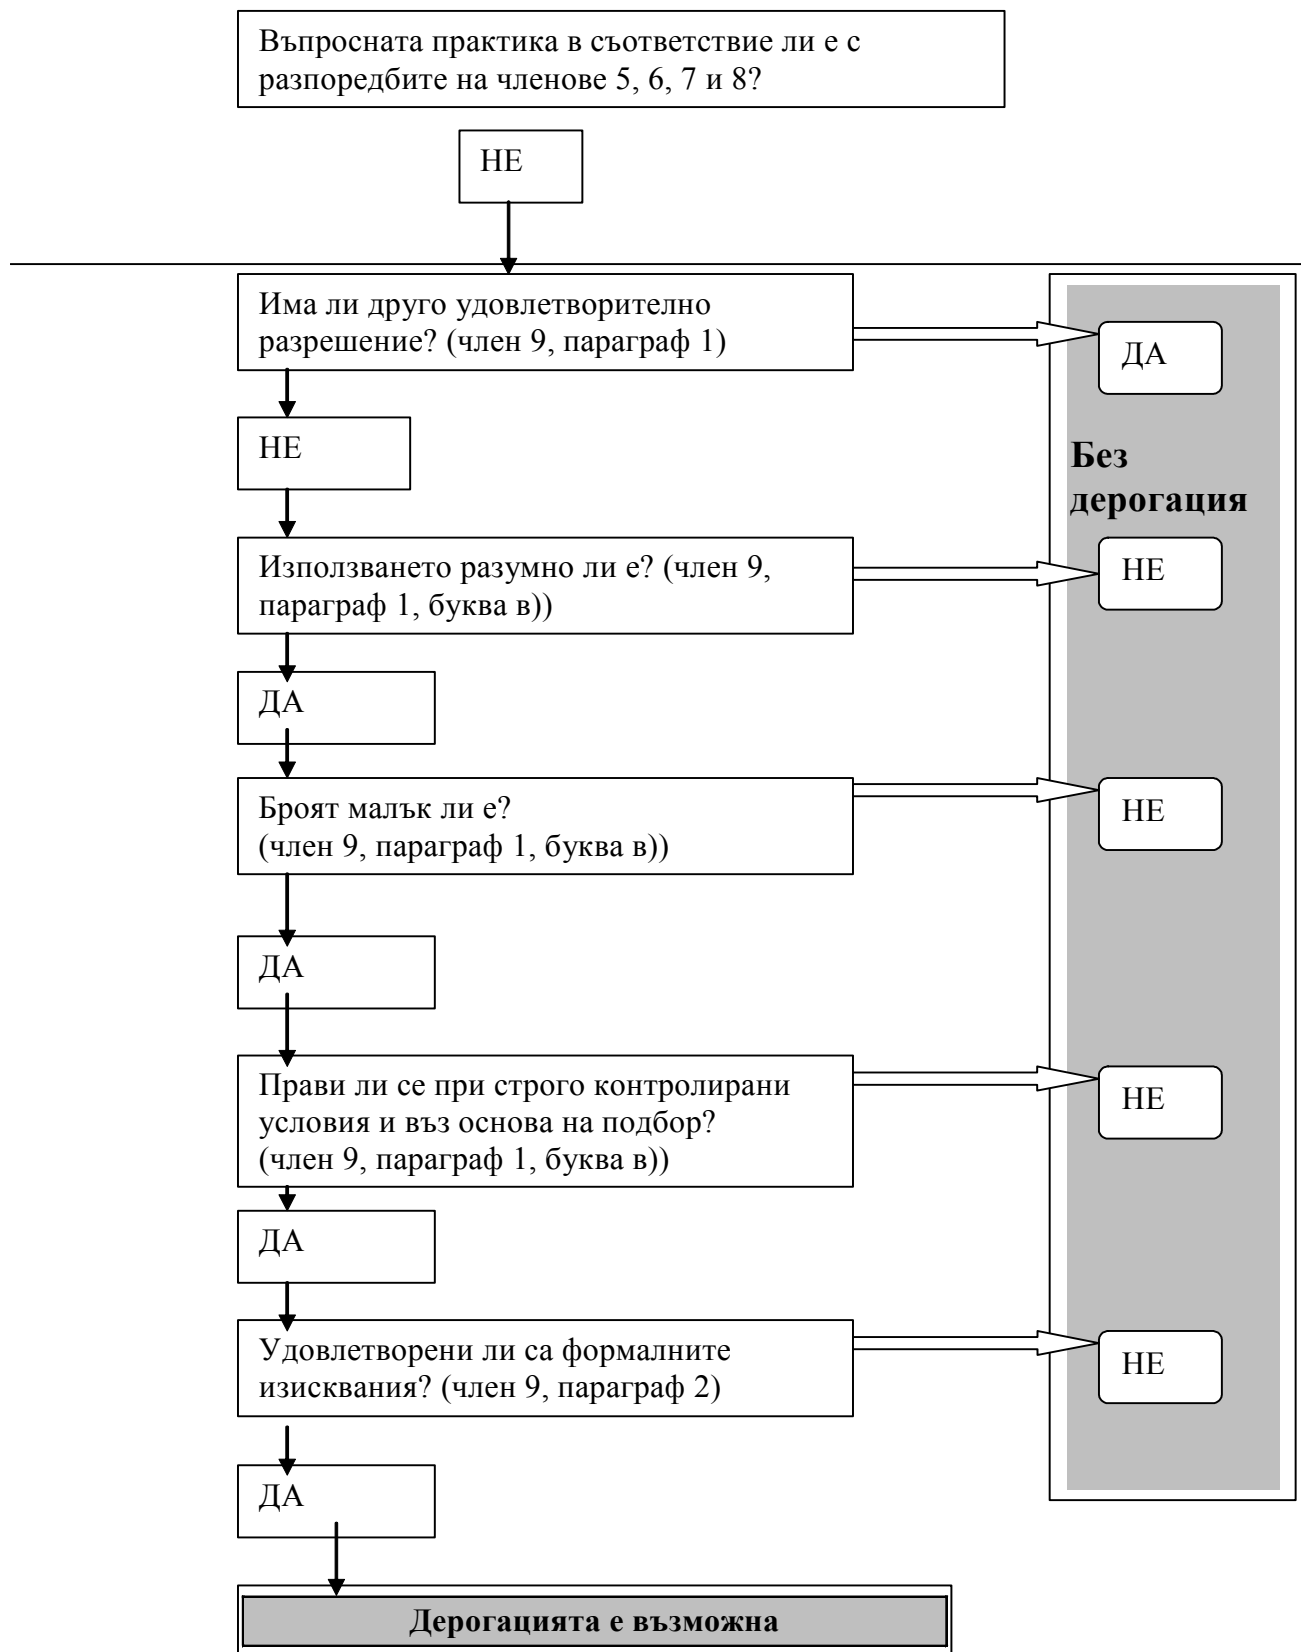 Въпросната практика в съответствие ли е с
разпоредбите на членове 5, 6, 7 и 8?
НЕ
Има ли друго удовлетворително
разрешение? (член 9, параграф 1)
ДА
НЕ
Без
дерогация
Използването разумно ли е? (член 9,
параграф 1, буква в))
НЕ
ДА
Броят малък ли е?
(член 9, параграф 1, буква в))
НЕ
ДА
Прави ли се при строго контролирани
условия и въз основа на подбор?
(член 9, параграф 1, буква в))
НЕ
ДА
Удовлетворени ли са формалните
изисквания? (член 9, параграф 2)
НЕ
ДА
Дерогацията е възможна